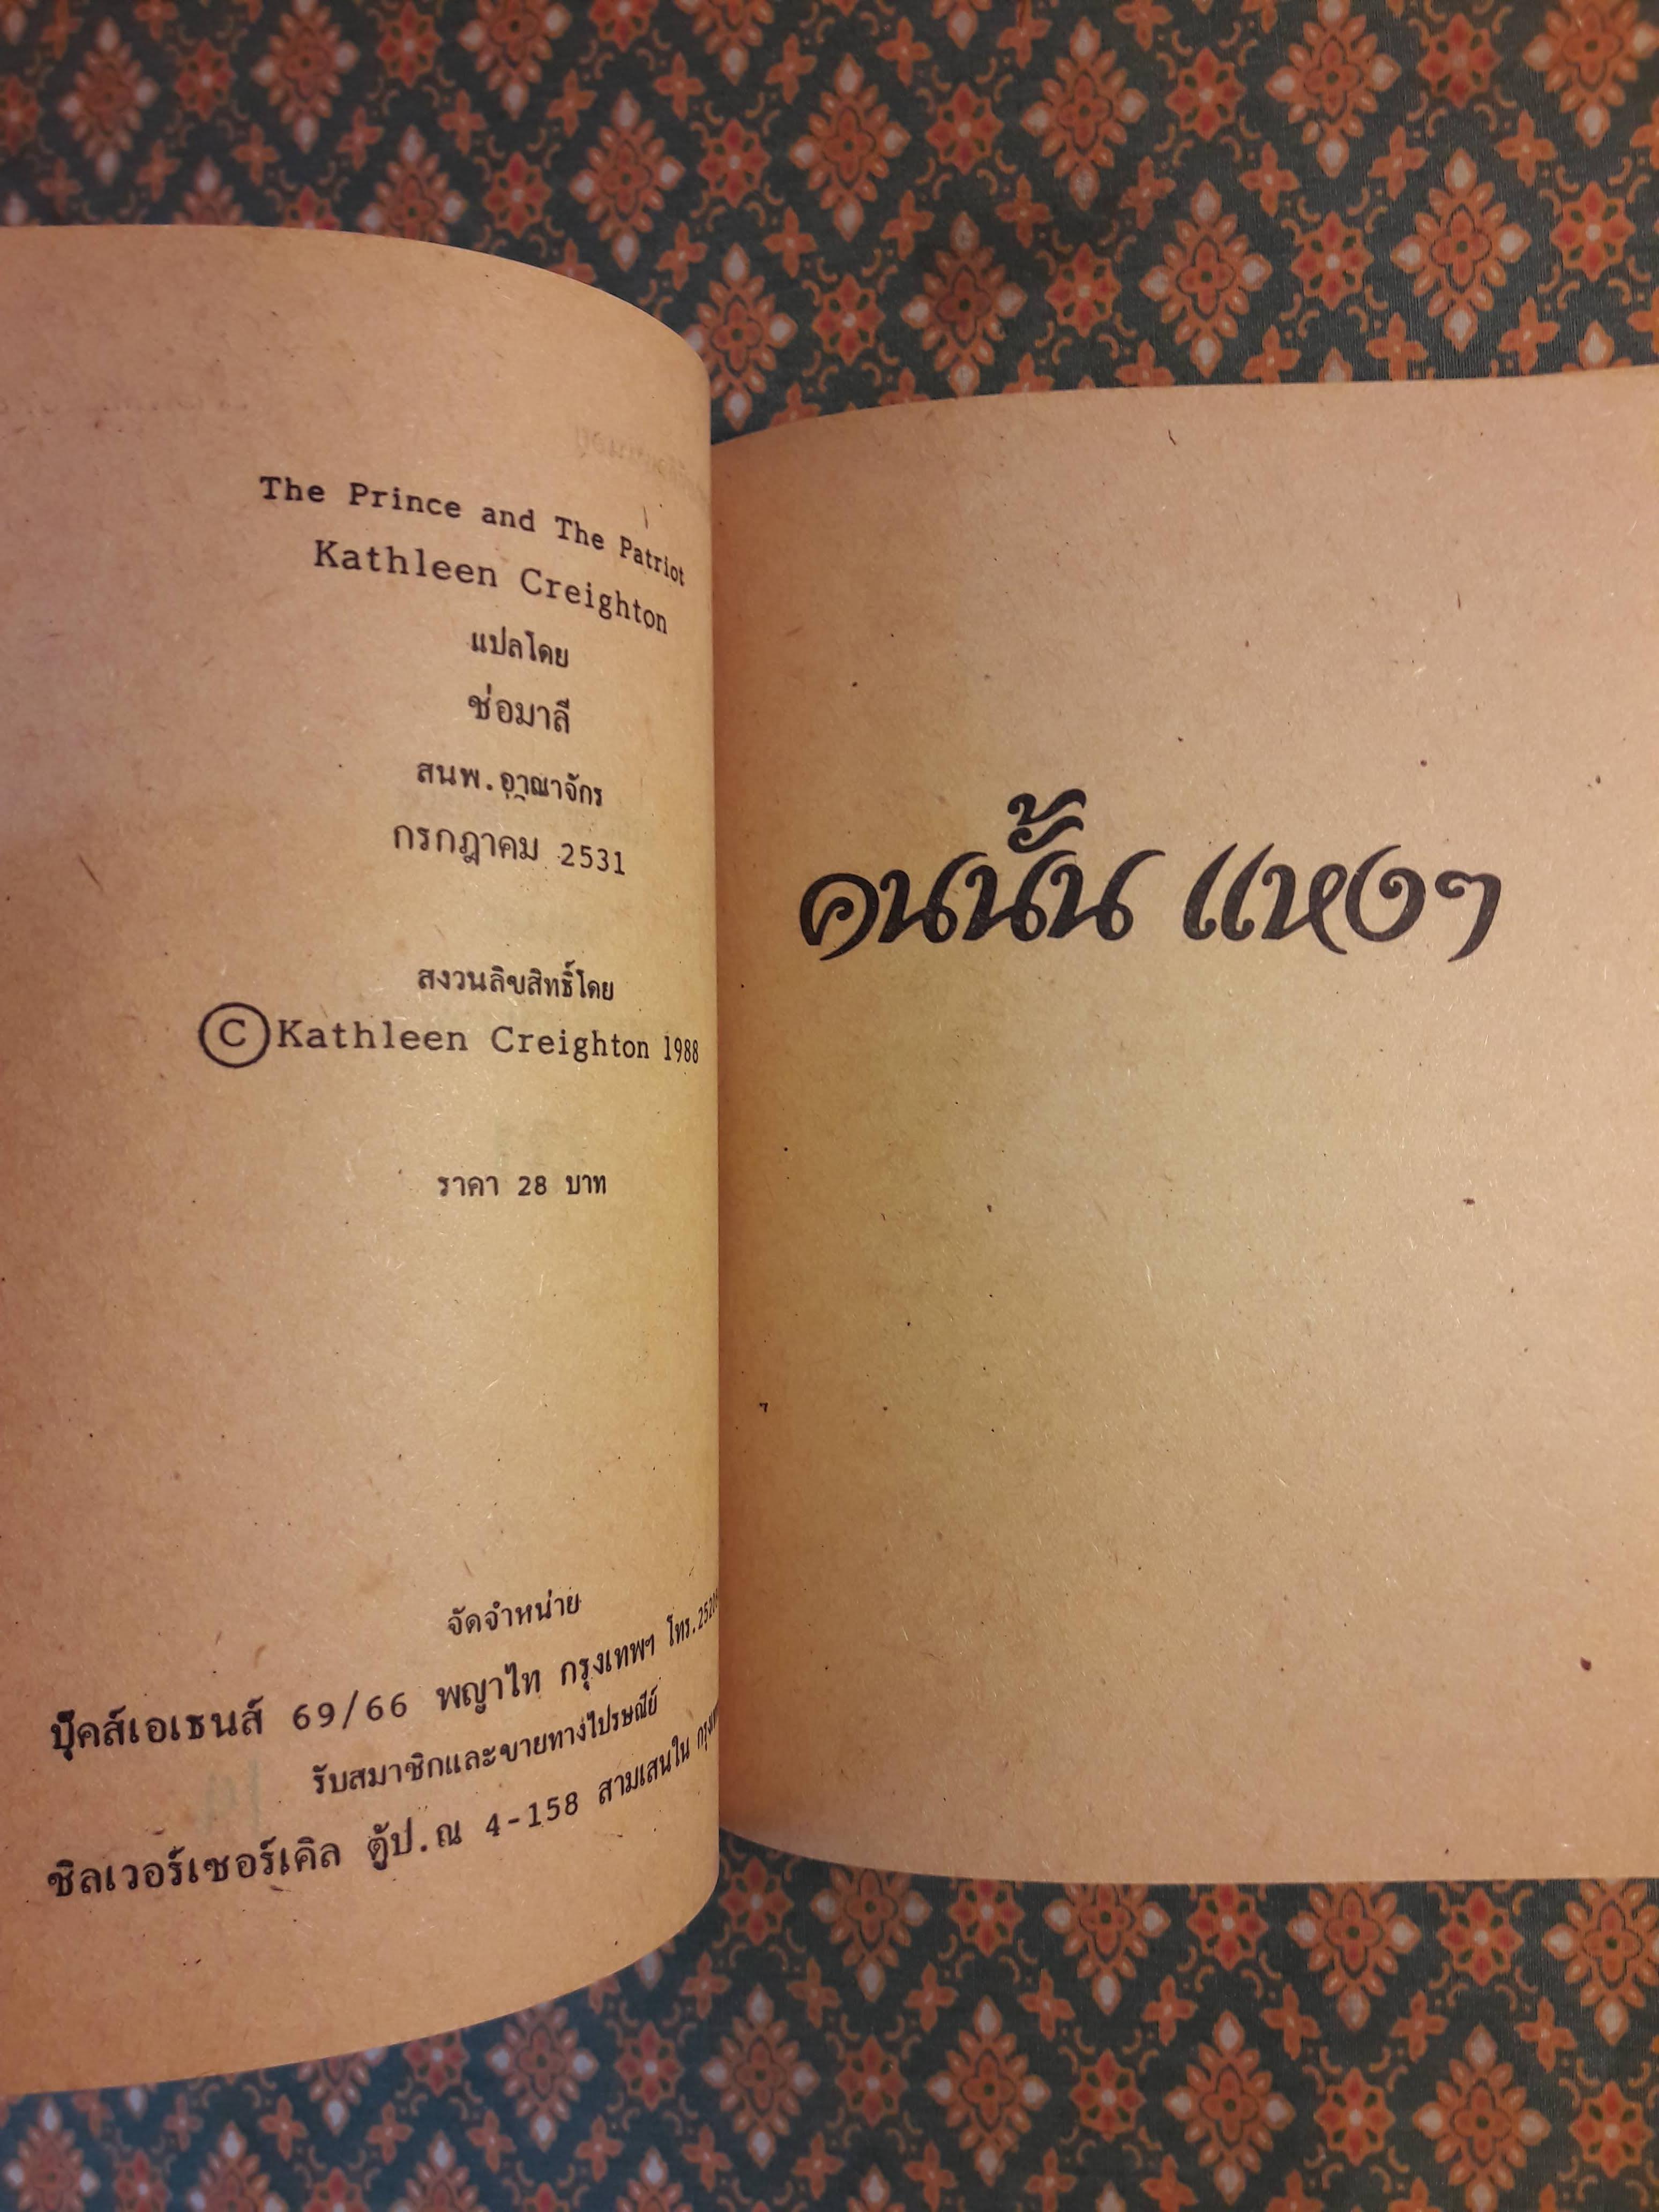 The Prince and The Patriot
Kathleen Creighton
แปลโดย
ช่อมาลี
สนพ.อาณาจักร
กรกฎาคม 2531
สงวนลิขสิทธิ์โดย
©Kathleen Creighton 1988
ราคา 28 บาท
จัดจำหน่าย
บุ๊คส์เอเธนส์ 69/66 พญาไท กรุงเทพฯ โทร.
รับสมาชิกและขายทางไปรษณีย์
ซิลเวอร์เซอร์เคิล ตู้ป.ณ 4-158 สามเสนใน
คนนั้น แหงๆ